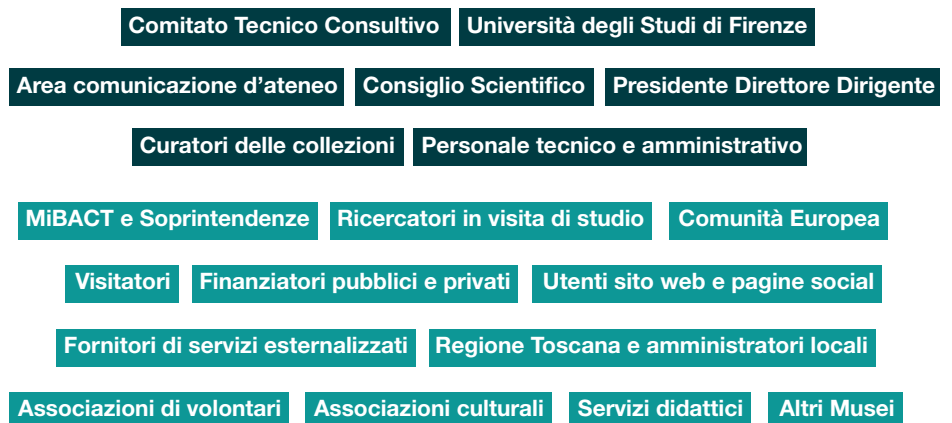 Comitato Tecnico Consultivo Università degli Studi di Firenze
Area comunicazione d'ateneo Consiglio Scientifico Presidente Direttore Dirigente
Curatori delle collezioni Personale tecnico e amministrativo
MiBACT e Soprintendenze Ricercatori in visita di studio Comunità Europea
Visitatori Finanziatori pubblici e privati Utenti sito web e pagine social
Fornitori di servizi esternalizzati Regione Toscana e amministratori locali
Associazioni di volontari Associazioni culturali Servizi didattici Altri Musei